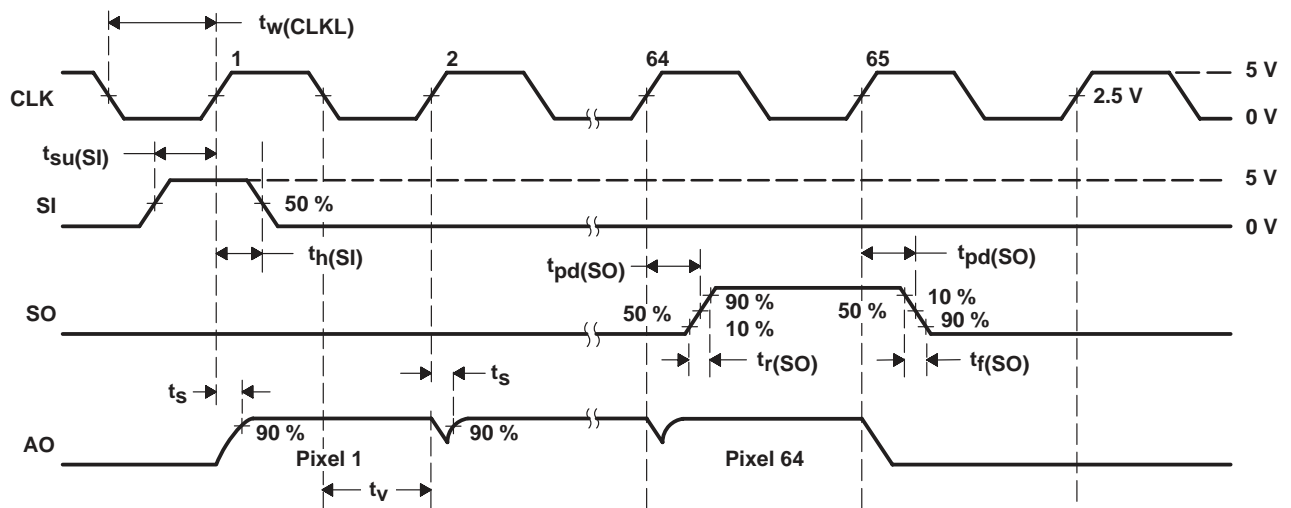 tw(CLKL)
1 2 64 65
5 V
CLK
2.5 V
0 V
tsu(SI)
5 V
SI
50 %
0 V
th(SI)
tpd(SO) tpd(SO)
SO
50 % 90 % 50 % 10 %
10 % 90 %
tr(SO) tf(SO)
ts ts
AO
90 % 90 %
Pixel 1 Pixel 64
tv